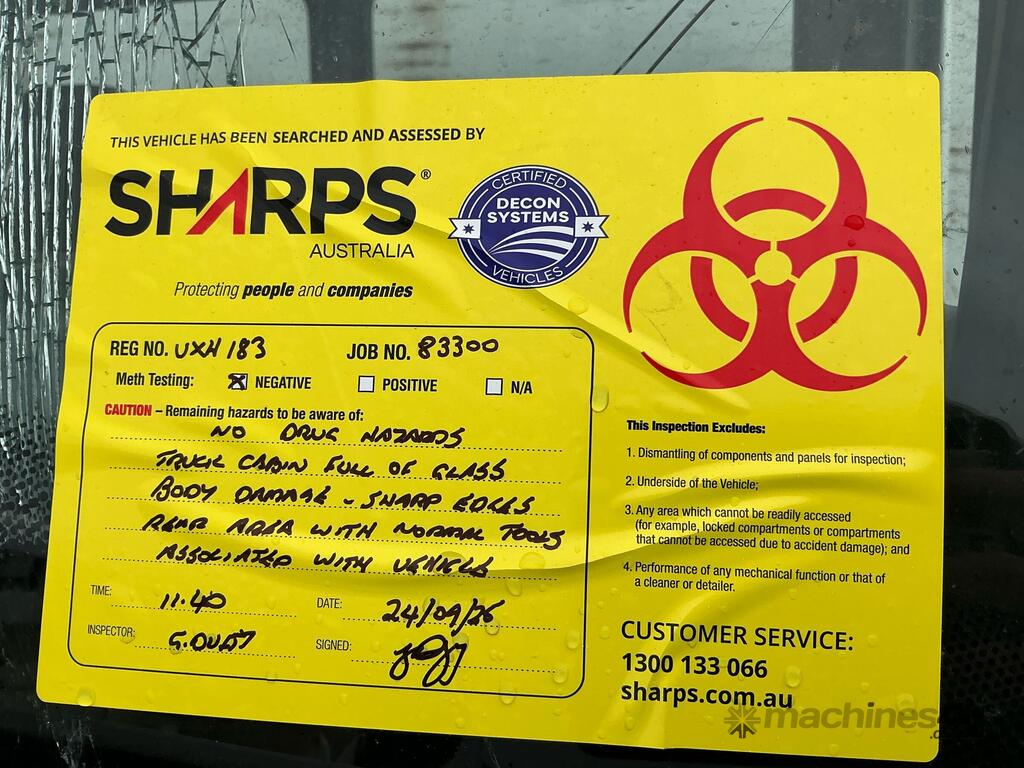 THIS VEHICLE HAS BEEN SEARCHED AND ASSESSED BY
SHARPS®
AUSTRALIA
Protecting people and companies
CERTIFIED
DECON
SYSTEMS
VEHICLES
REG NO. UXH 183 JOB NO. 83300
Meth Testing: ☒ NEGATIVE ☐ POSITIVE ☐ N/A
CAUTION – Remaining hazards to be aware of:
NO DRUG HAZARDS
TRUCK CABIN FULL OF GLASS
BODY DAMAGE - SHARP EDGES
REAR AREA WITH NORMAL TOOLS
ASSOCIATED WITH VEHICLE
TIME: 11.40 DATE: 24/09/26
INSPECTOR: SIGNED:
This Inspection Excludes:
1. Dismantling of components and panels for inspection;
2. Underside of the Vehicle;
3. Any area which cannot be readily accessed
(for example, locked compartments or compartments
that cannot be accessed due to accident damage); and
4. Performance of any mechanical function or that of
a cleaner or detailer.
CUSTOMER SERVICE:
1300 133 066
sharps.com.au
machines